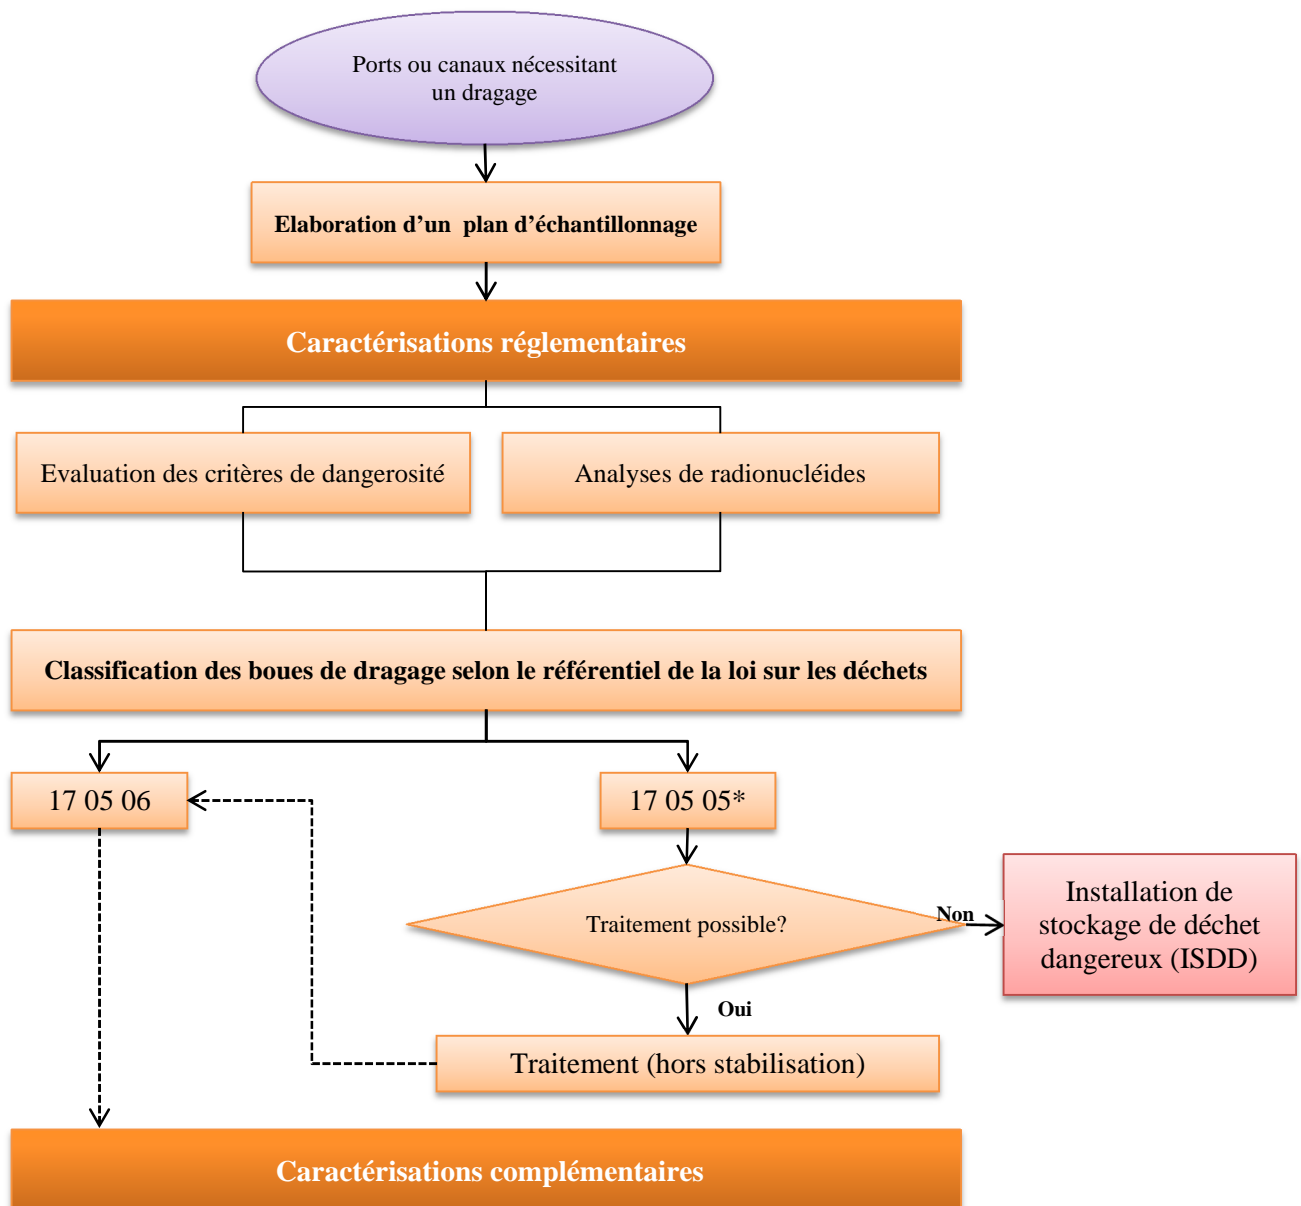 Ports ou canaux nécessitant
un dragage
Elaboration d'un plan d'échantillonnage
Caractérisations réglementaires
Evaluation des critères de dangerosité
Analyses de radionucléides
Classification des boues de dragage selon le référentiel de la loi sur les déchets
17 05 06
17 05 05*
Traitement possible?
Non
Installation de
stockage de déchet
dangereux (ISDD)
Oui
Traitement (hors stabilisation)
Caractérisations complémentaires